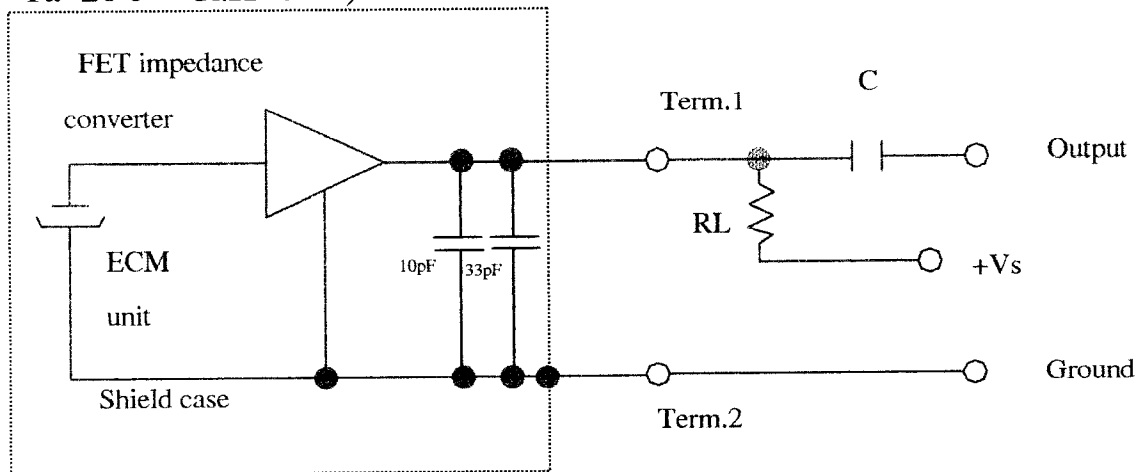 FET impedance
converter
ECM
unit
Shield case
10pF
33pF
Term.1
C
Output
RL
+Vs
Term.2
Ground